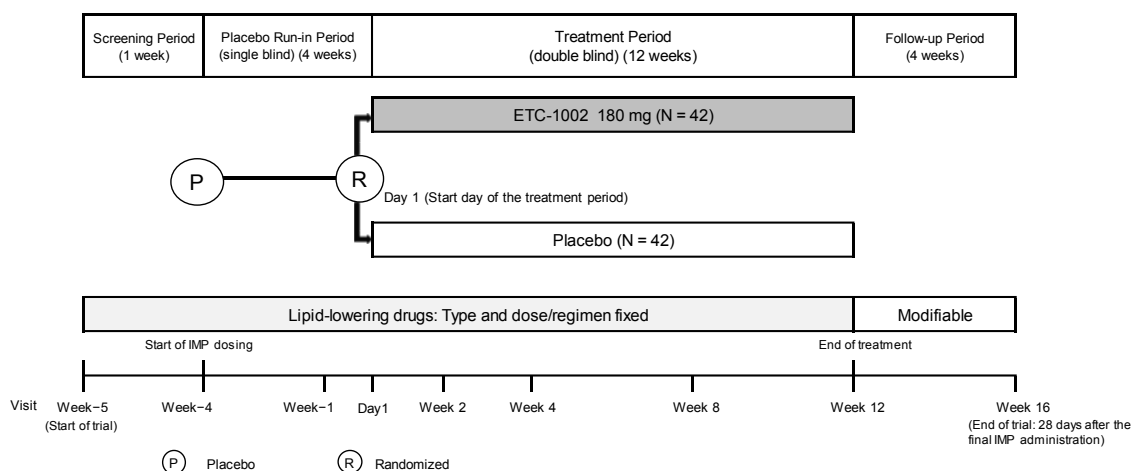 Screening Period
(1 week)
Placebo Run-in Period
(single blind) (4 weeks)
Treatment Period
(double blind) (12 weeks)
Follow-up Period
(4 weeks)
ETC-1002  180 mg (N = 42)
P
R
Day 1 (Start day of the treatment period)
Placebo (N = 42)
Lipid-lowering drugs: Type and dose/regimen fixed
Modifiable
Start of IMP dosing
End of treatment
Visit
Week−5
(Start of trial)
Week−4
Week−1
Day1
Week 2
Week 4
Week 8
Week 12
Week 16
(End of trial: 28 days after the
final IMP administration)
P Placebo
R Randomized